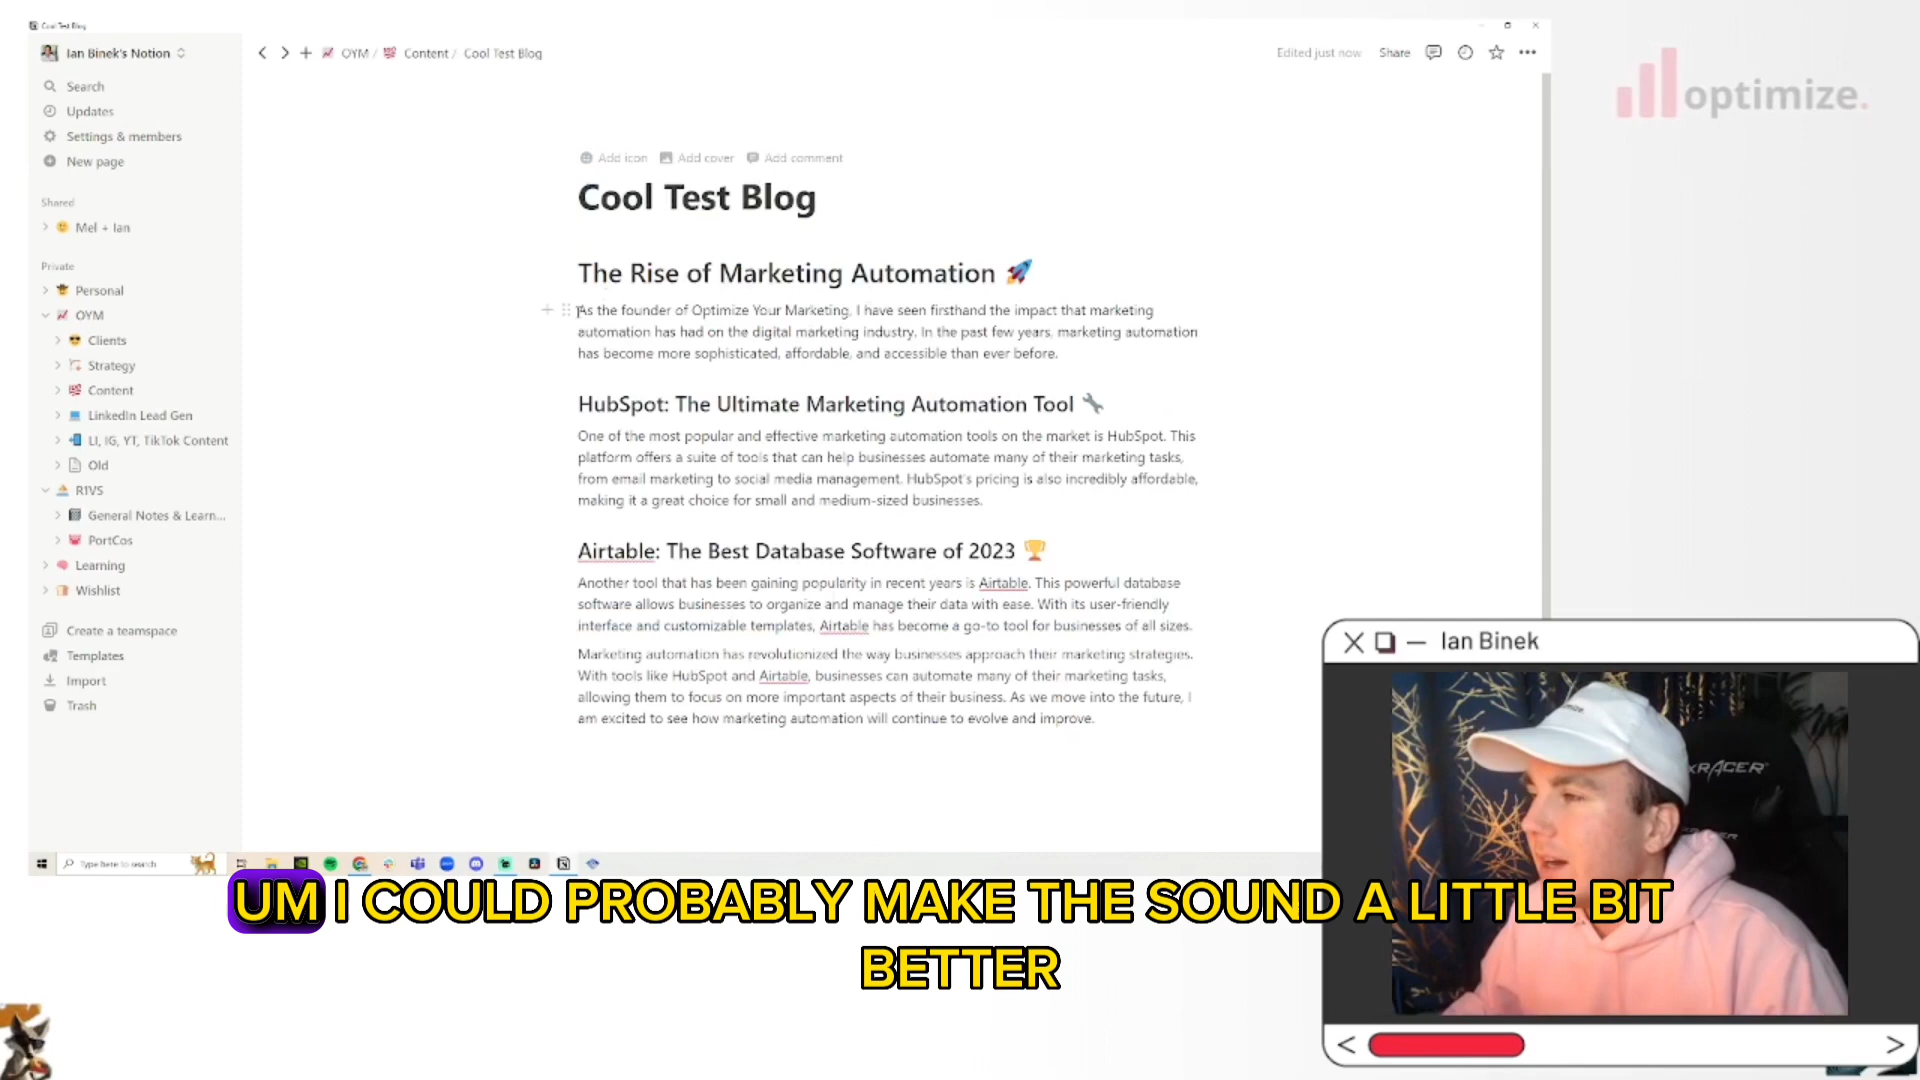 Cool Test Blog
Ian Binek's Notion
OYM / Content / Cool Test Blog
Edited just now Share
optimize.
Search
Updates
Settings & members
New page
Shared
Mel + Ian
Private
Personal
OYM
Clients
Strategy
Content
LinkedIn Lead Gen
LI, IG, YT, TikTok Content
Old
R1VS
General Notes & Learn...
PortCos
Learning
Wishlist
Create a teamspace
Templates
Import
Trash
Add icon Add cover Add comment
Cool Test Blog
The Rise of Marketing Automation 🚀
As the founder of Optimize Your Marketing, I have seen firsthand the impact that marketing
automation has had on the digital marketing industry. In the past few years, marketing automation
has become more sophisticated, affordable, and accessible than ever before.
HubSpot: The Ultimate Marketing Automation Tool 🔧
One of the most popular and effective marketing automation tools on the market is HubSpot. This
platform offers a suite of tools that can help businesses automate many of their marketing tasks,
from email marketing to social media management. HubSpot's pricing is also incredibly affordable,
making it a great choice for small and medium-sized businesses.
Airtable: The Best Database Software of 2023 🏆
Another tool that has been gaining popularity in recent years is Airtable. This powerful database
software allows businesses to organize and manage their data with ease. With its user-friendly
interface and customizable templates, Airtable has become a go-to tool for businesses of all sizes.
Marketing automation has revolutionized the way businesses approach their marketing strategies.
With tools like HubSpot and Airtable, businesses can automate many of their marketing tasks,
allowing them to focus on more important aspects of their business. As we move into the future, I
am excited to see how marketing automation will continue to evolve and improve.
Ian Binek
XRACER
Type here to search
UM I COULD PROBABLY MAKE THE SOUND A LITTLE BIT
BETTER